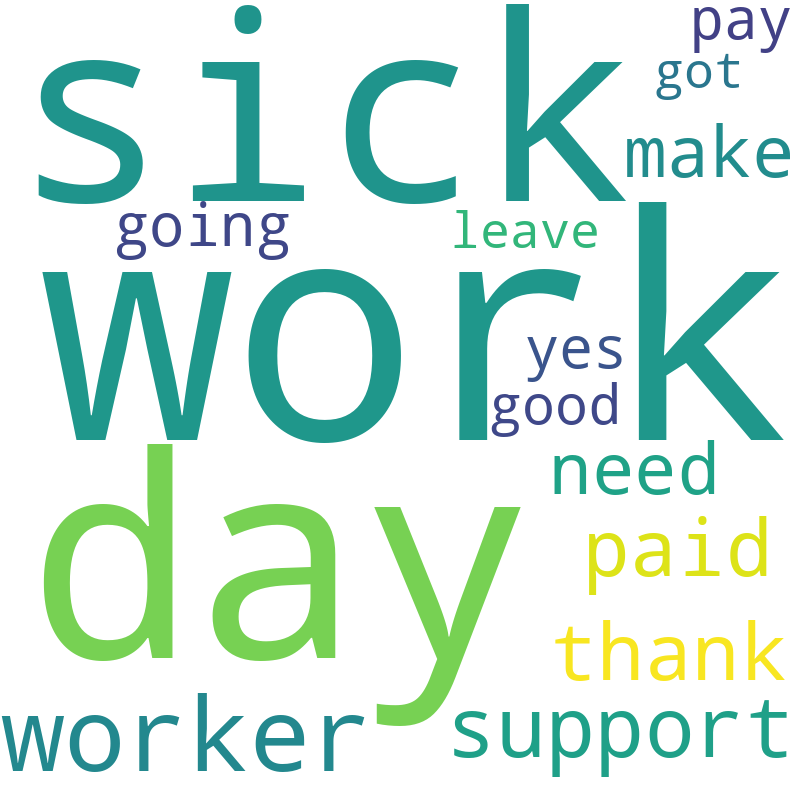 sick
pay
got
make
going
leave
work
yes
good
day
need
paid
thank
worker
support